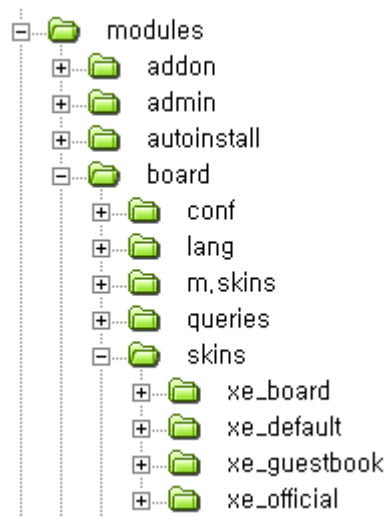 modules
addon
admin
autoinstall
board
conf
lang
m.skins
queries
skins
xe_board
xe_default
xe_guestbook
xe_official